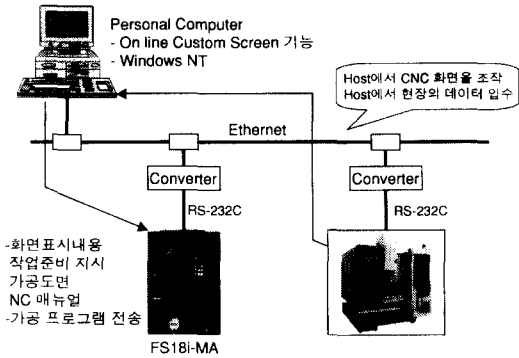 Personal Computer
- On line Custom Screen 기능
- Windows NT
Host에서 CNC 화면을 조작
Host에서 현장의 데이터 입수
Ethernet
Converter
Converter
RS-232C
RS-232C
-화면표시내용
작업준비 지시
가공도면
NC 매뉴얼
-가공 프로그램 전송
FS18i-MA